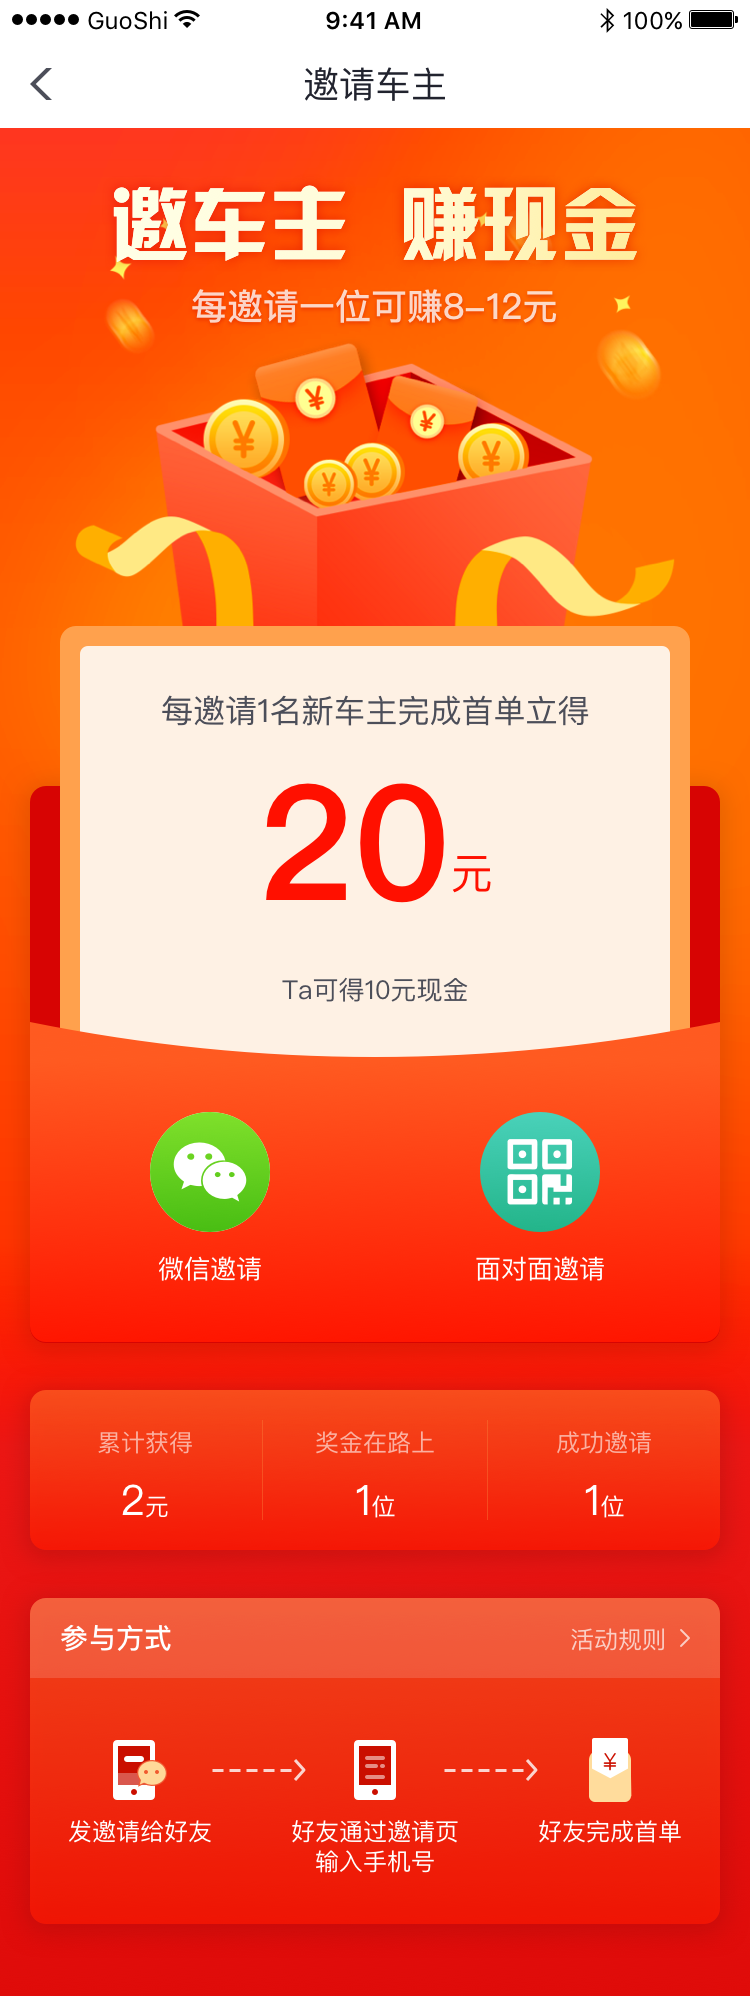 GuoShi 9:41 AM 100%
邀请车主
邀车主 赚现金
每邀请一位可赚8-12元
¥ ¥
¥ ¥ ¥ ¥
每邀请1名新车主完成首单立得
20元
Ta可得10元现金
微信邀请 面对面邀请
累计获得 奖金在路上 成功邀请
2元 1位 1位
参与方式 活动规则
¥
发邀请给好友 好友通过邀请页 好友完成首单
输入手机号